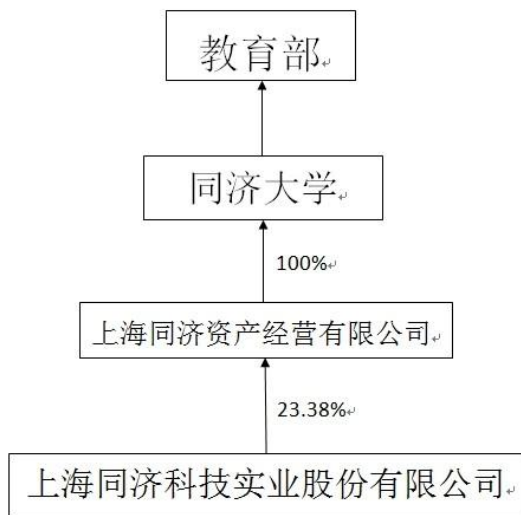 教育部
同济大学
100%
上海同济资产经营有限公司
23.38%
上海同济科技实业股份有限公司